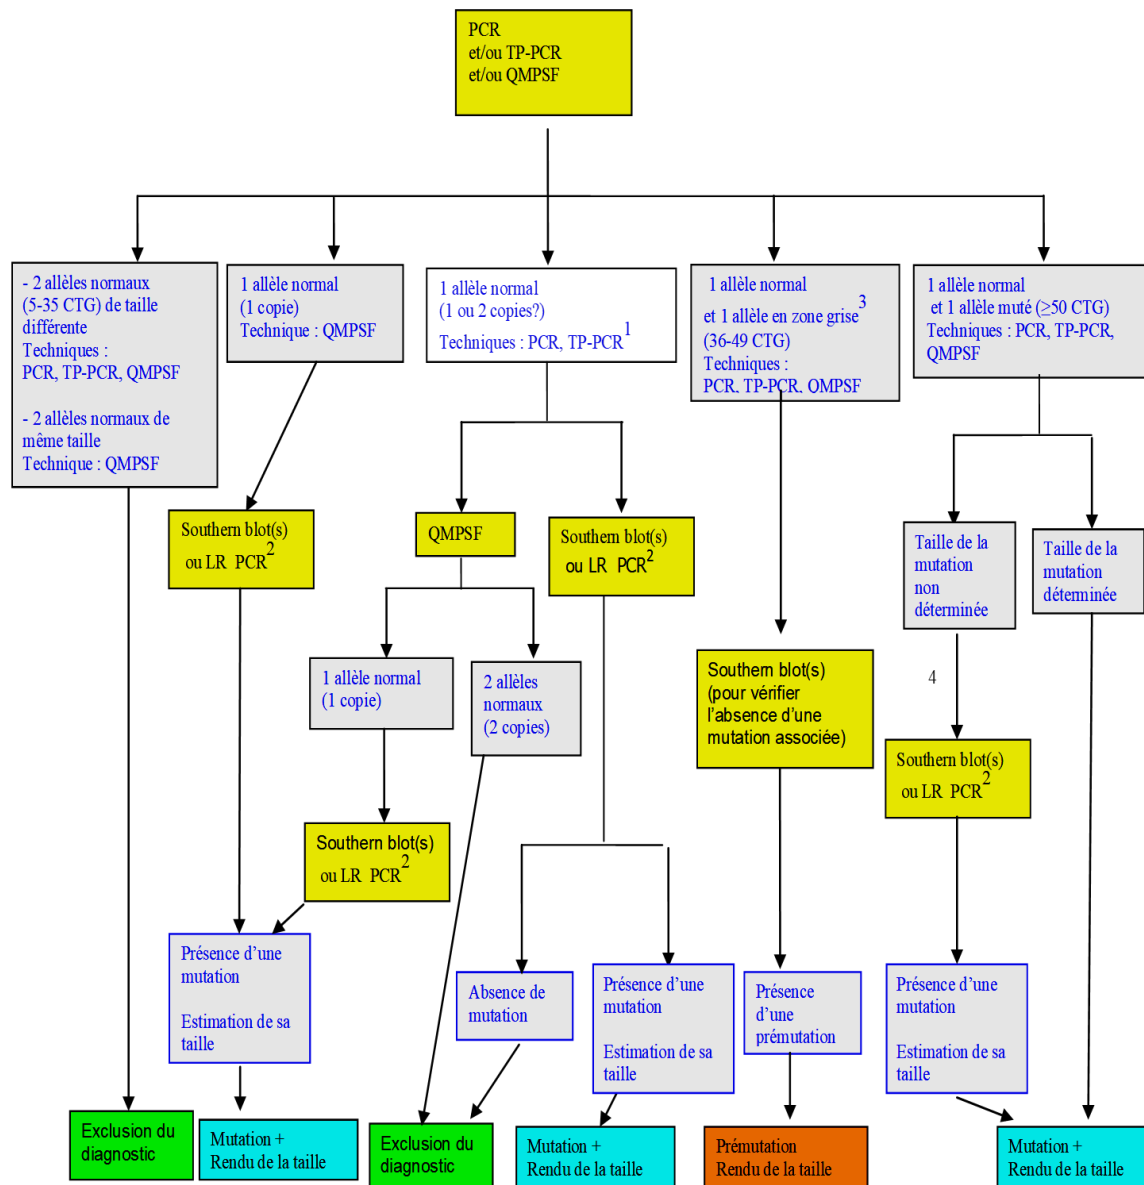 PCR
et/ou TP-PCR
et/ou QMPSF
- 2 allèles normaux
(5-35 CTG) de taille
différente
Techniques :
PCR, TP-PCR, QMPSF
- 2 allèles normaux de
même taille
Technique : QMPSF
1 allèle normal
(1 copie)
Technique : QMPSF
1 allèle normal
(1 ou 2 copies?)
Techniques : PCR, TP-PCR1
1 allèle normal
et 1 allèle en zone grise3
(36-49 CTG)
Techniques :
PCR, TP-PCR, QMPSF
1 allèle normal
et 1 allèle muté (≥50 CTG)
Techniques : PCR, TP-PCR,
QMPSF
Southern blot(s)
ou LR PCR2
QMPSF
Southern blot(s)
ou LR PCR2
Taille de la
mutation
non
déterminée
Taille de la
mutation
déterminée
1 allèle normal
(1 copie)
2 allèles
normaux
(2 copies)
Southern blot(s)
(pour vérifier
l’absence d’une
mutation associée)
4
Southern blot(s)
ou LR PCR2
Southern blot(s)
ou LR PCR2
Présence d’une
mutation
Estimation de sa
taille
Absence de
mutation
Présence d’une
mutation
Estimation de sa
taille
Présence
d’une
prémutation
Présence d’une
mutation
Estimation de sa
taille
Exclusion du
diagnostic
Mutation +
Rendu de la taille
Exclusion du
diagnostic
Mutation +
Rendu de la taille
Prémutation
Rendu de la taille
Mutation +
Rendu de la taille